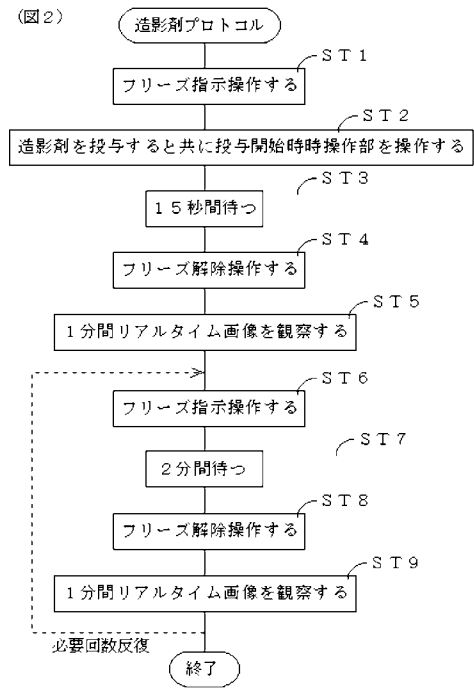 (図2)
造影剤プロトコル
ST1
フリーズ指示操作する
ST2
造影剤を投与すると共に投与開始時時操作部を操作する
ST3
15秒間待つ
ST4
フリーズ解除操作する
ST5
1分間リアルタイム画像を観察する
ST6
フリーズ指示操作する
ST7
2分間待つ
ST8
フリーズ解除操作する
ST9
1分間リアルタイム画像を観察する
必要回数反復
終了